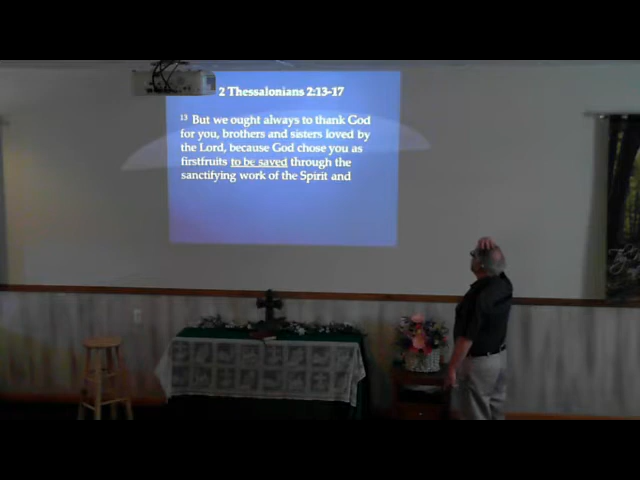 2 Thessalonians 2:13-17
13 But we ought always to thank God
for you, brothers and sisters loved by
the Lord, because God chose you as
firstfruits to be saved through the
sanctifying work of the Spirit and